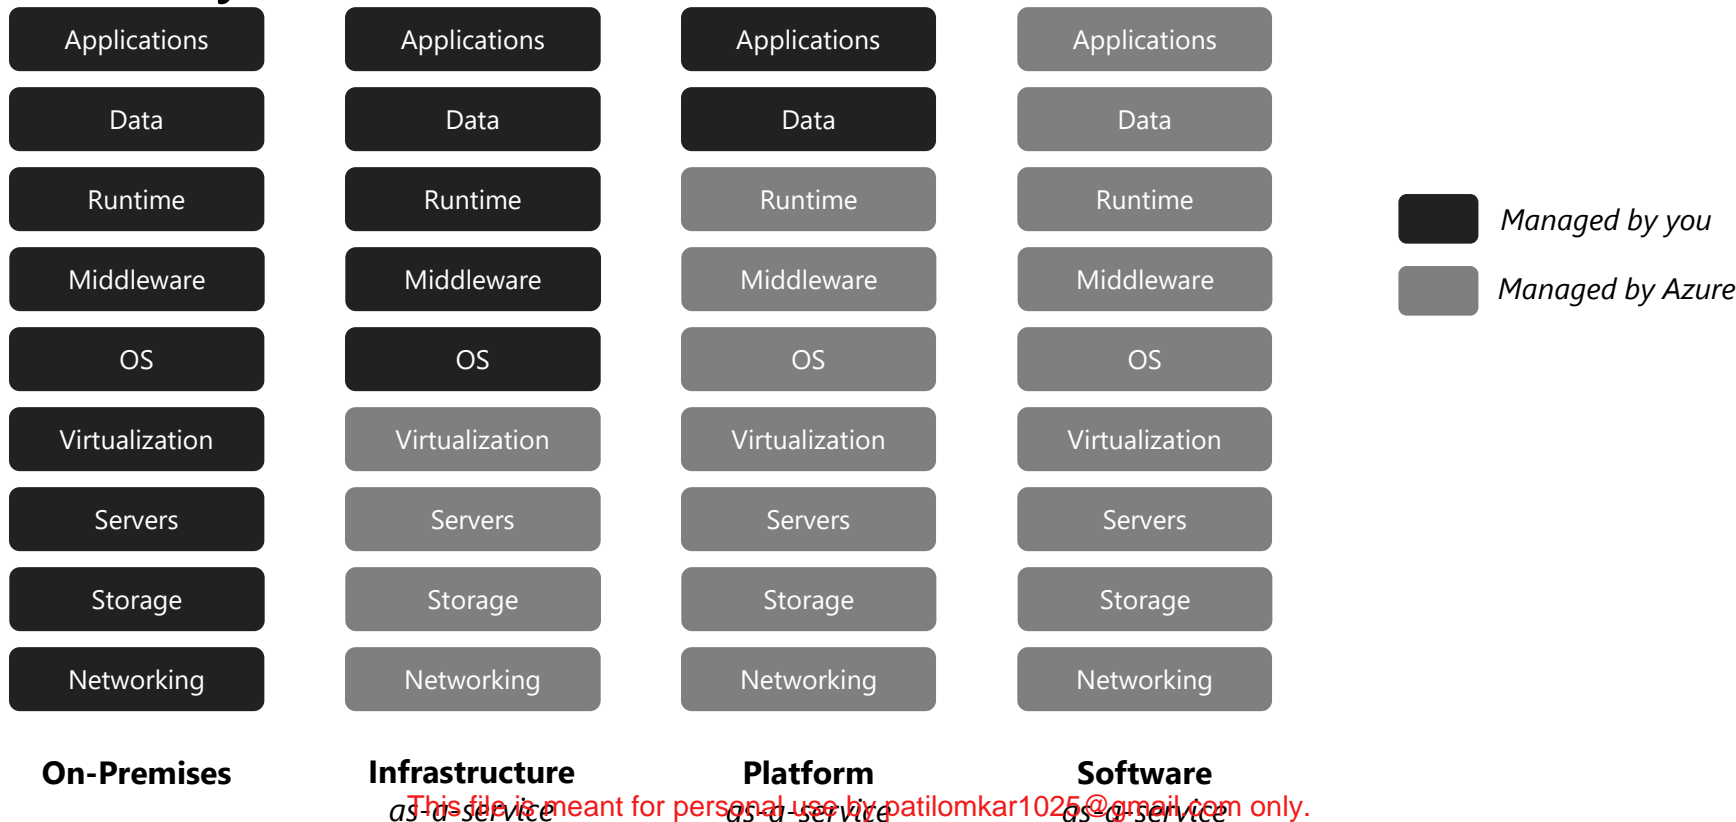 Applications Applications Applications Applications
Data Data Data Data
Runtime Runtime Runtime Runtime
Managed by you
Middleware Middleware Middleware Middleware
Managed by Azure
OS OS OS OS
Virtualization Virtualization Virtualization Virtualization
Servers Servers Servers Servers
Storage Storage Storage Storage
Networking Networking Networking Networking
On-Premises Infrastructure Platform Software
as-a-service as-a-service as-a-service
This file is meant for personal use by patilomkar1025@gmail.com only.